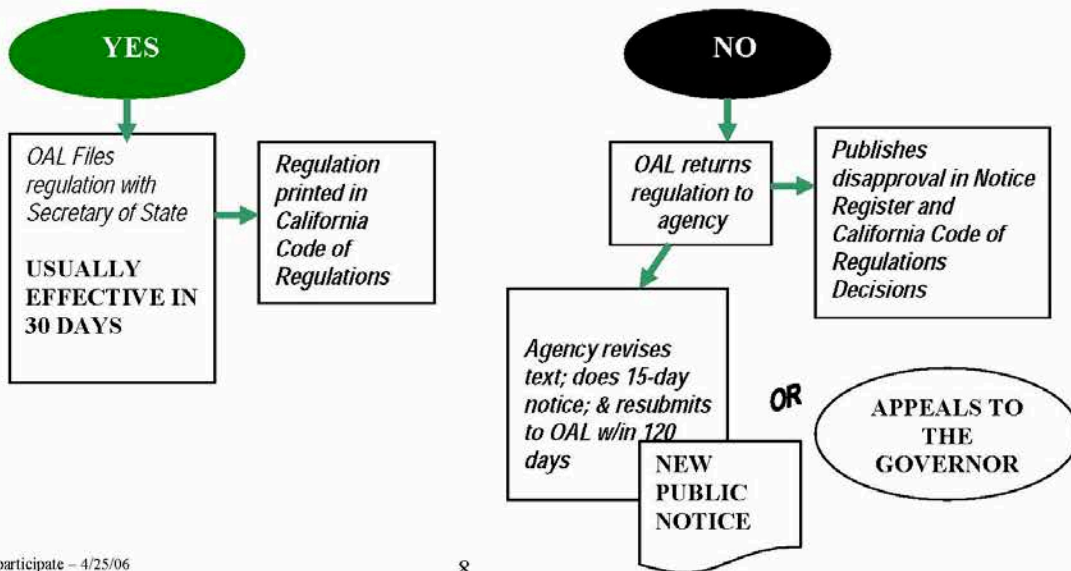 YES
OAL Files
regulation with
Secretary of State
USUALLY
EFFECTIVE IN
30 DAYS
Regulation
printed in
California
Code of
Regulations
NO
OAL returns
regulation to
agency
Publishes
disapproval in Notice
Register and
California Code of
Regulations
Decisions
Agency revises
text; does 15-day
notice; & resubmits
to OAL w/in 120
days
NEW
PUBLIC
NOTICE
OR
APPEALS TO
THE
GOVERNOR
participate – 4/25/06
8